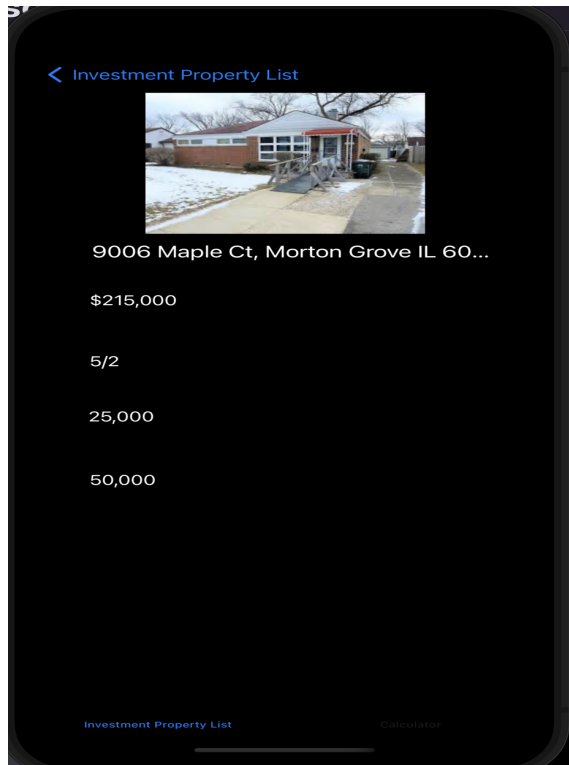 Investment Property List
9006 Maple Ct, Morton Grove IL 60...
$215,000
5/2
25,000
50,000
Investment Property List
Calculator